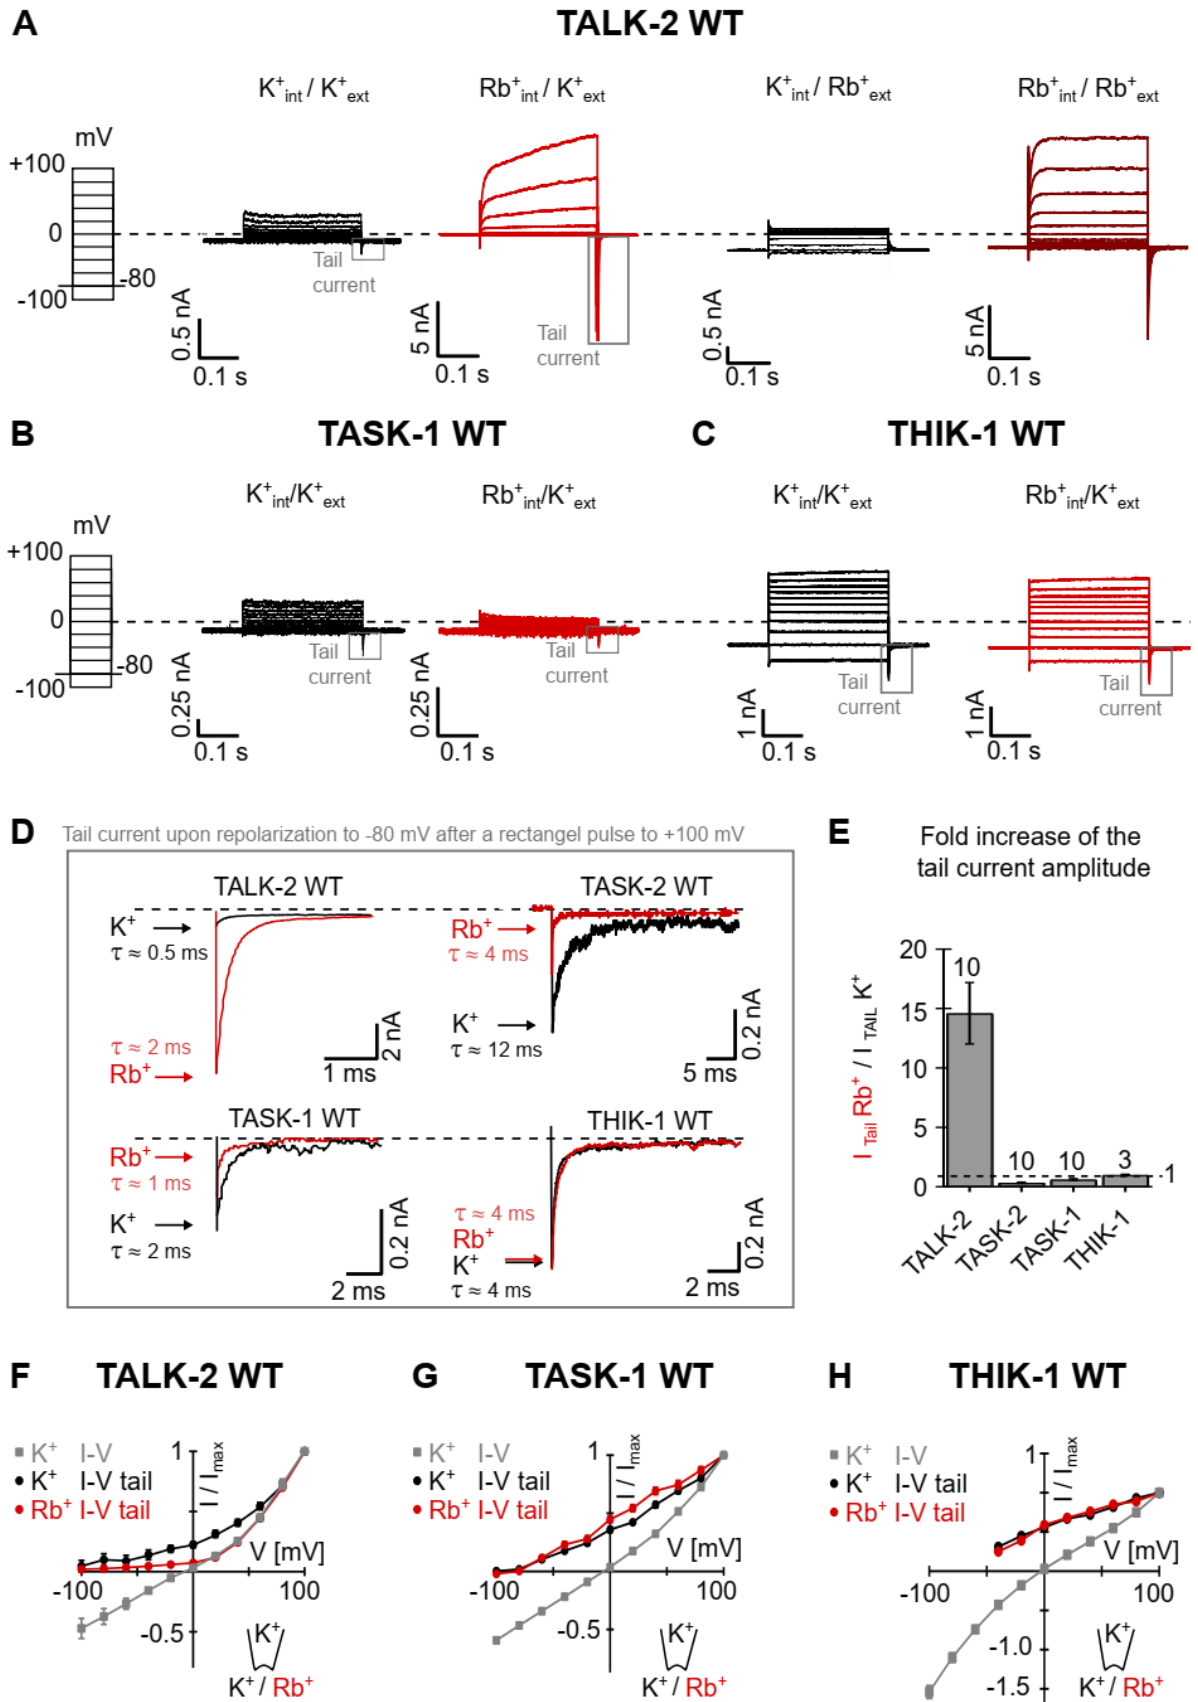 A TALK-2 WT
K⁺int / K⁺ext
Rb⁺int / K⁺ext
K⁺int / Rb⁺ext
Rb⁺int / Rb⁺ext
mV
+100
0
-80
-100
Tail
current
0.5 nA
0.1 s
Tail
current
5 nA
0.1 s
0.5 nA
0.1 s
5 nA
0.1 s
B TASK-1 WT
K⁺int/K⁺ext
Rb⁺int/K⁺ext
mV
+100
0
-80
-100
Tail
current
0.25 nA
0.1 s
Tail
current
0.25 nA
0.1 s
C THIK-1 WT
K⁺int/K⁺ext
Rb⁺int/K⁺ext
Tail
current
1 nA
0.1 s
Tail
current
1 nA
0.1 s
D Tail current upon repolarization to -80 mV after a rectangel pulse to +100 mV
TALK-2 WT
K⁺
τ ≈ 0.5 ms
τ ≈ 2 ms
Rb⁺
2 nA
1 ms
TASK-2 WT
Rb⁺
τ ≈ 4 ms
K⁺
τ ≈ 12 ms
0.2 nA
5 ms
TASK-1 WT
Rb⁺
τ ≈ 1 ms
K⁺
τ ≈ 2 ms
0.2 nA
2 ms
THIK-1 WT
τ ≈ 4 ms
Rb⁺
K⁺
τ ≈ 4 ms
0.2 nA
2 ms
E Fold increase of the
tail current amplitude
I Tail Rb⁺ / I TAIL K⁺
20
15
10
5
0
10
10
10
3
1
TALK-2
TASK-2
TASK-1
THIK-1
F TALK-2 WT
K⁺ I-V
K⁺ I-V tail
Rb⁺ I-V tail
1
I / Imax
V [mV]
-100
100
-0.5
K⁺
K⁺ / Rb⁺
G TASK-1 WT
K⁺ I-V
K⁺ I-V tail
Rb⁺ I-V tail
1
I / Imax
V [mV]
-100
100
-0.5
K⁺
K⁺ / Rb⁺
H THIK-1 WT
K⁺ I-V
K⁺ I-V tail
Rb⁺ I-V tail
1
I / Imax
V [mV]
-100
100
-1.0
-1.5
K⁺
K⁺ / Rb⁺